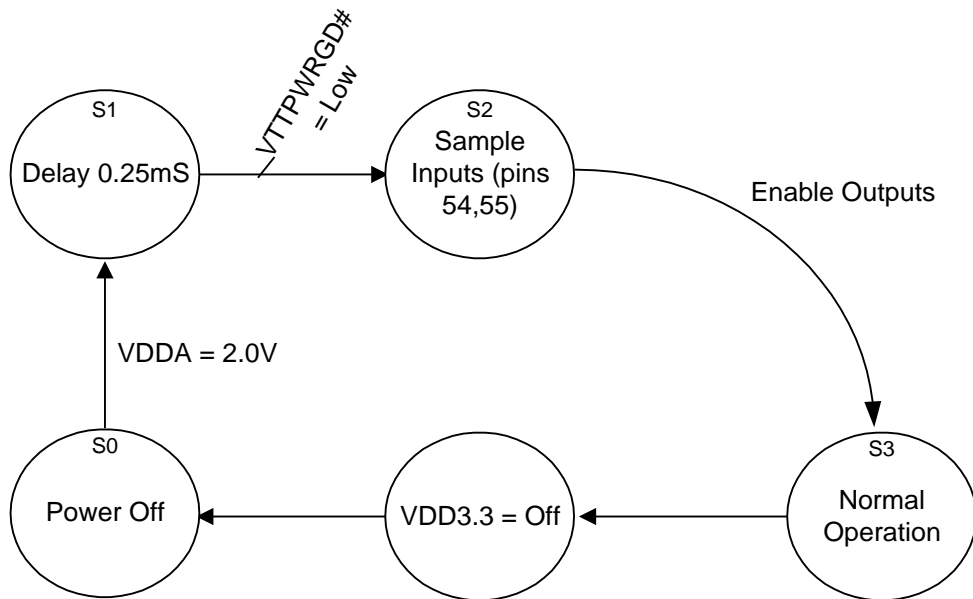 S1
Delay 0.25mS
VTTPWRGD#
= Low
S2
Sample
Inputs (pins
54,55)
Enable Outputs
VDDA = 2.0V
S0
Power Off
VDD3.3 = Off
S3
Normal
Operation